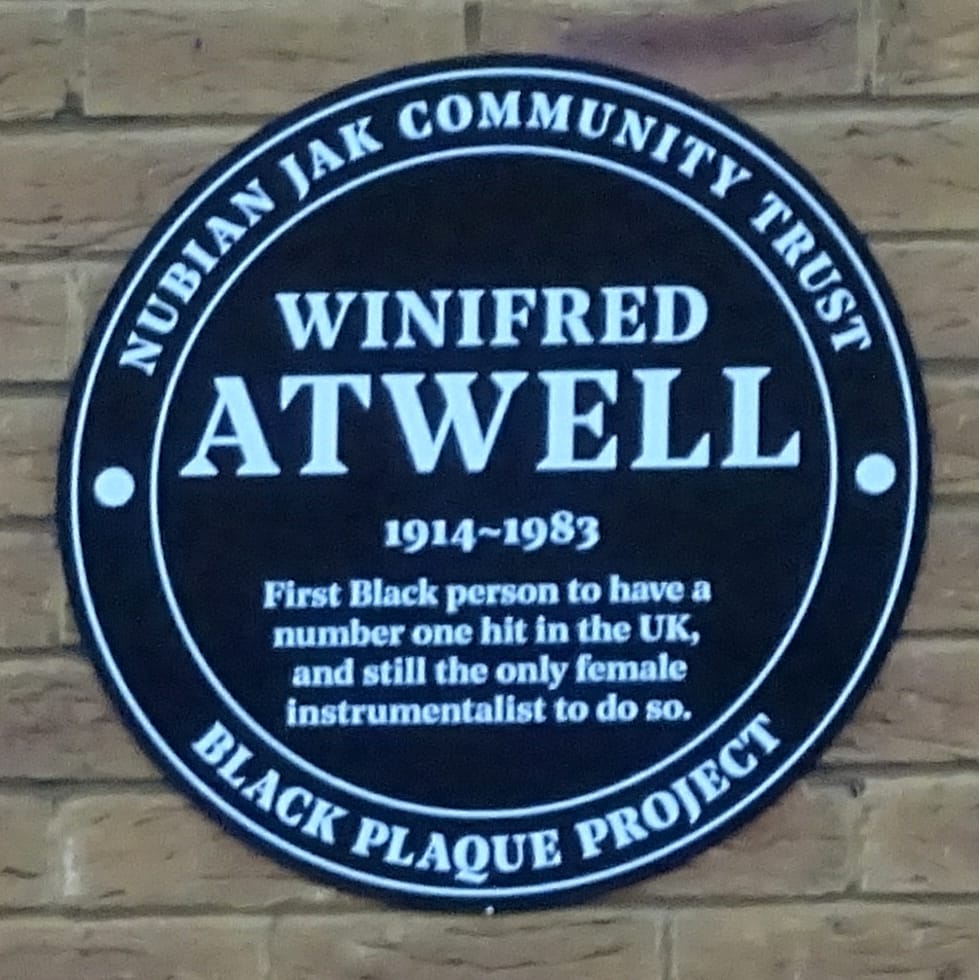 NUBIAN JAK COMMUNITY TRUST
WINIFRED
ATWELL
1914~1983
First Black person to have a
number one hit in the UK,
and still the only female
instrumentalist to do so.
BLACK PLAQUE PROJECT